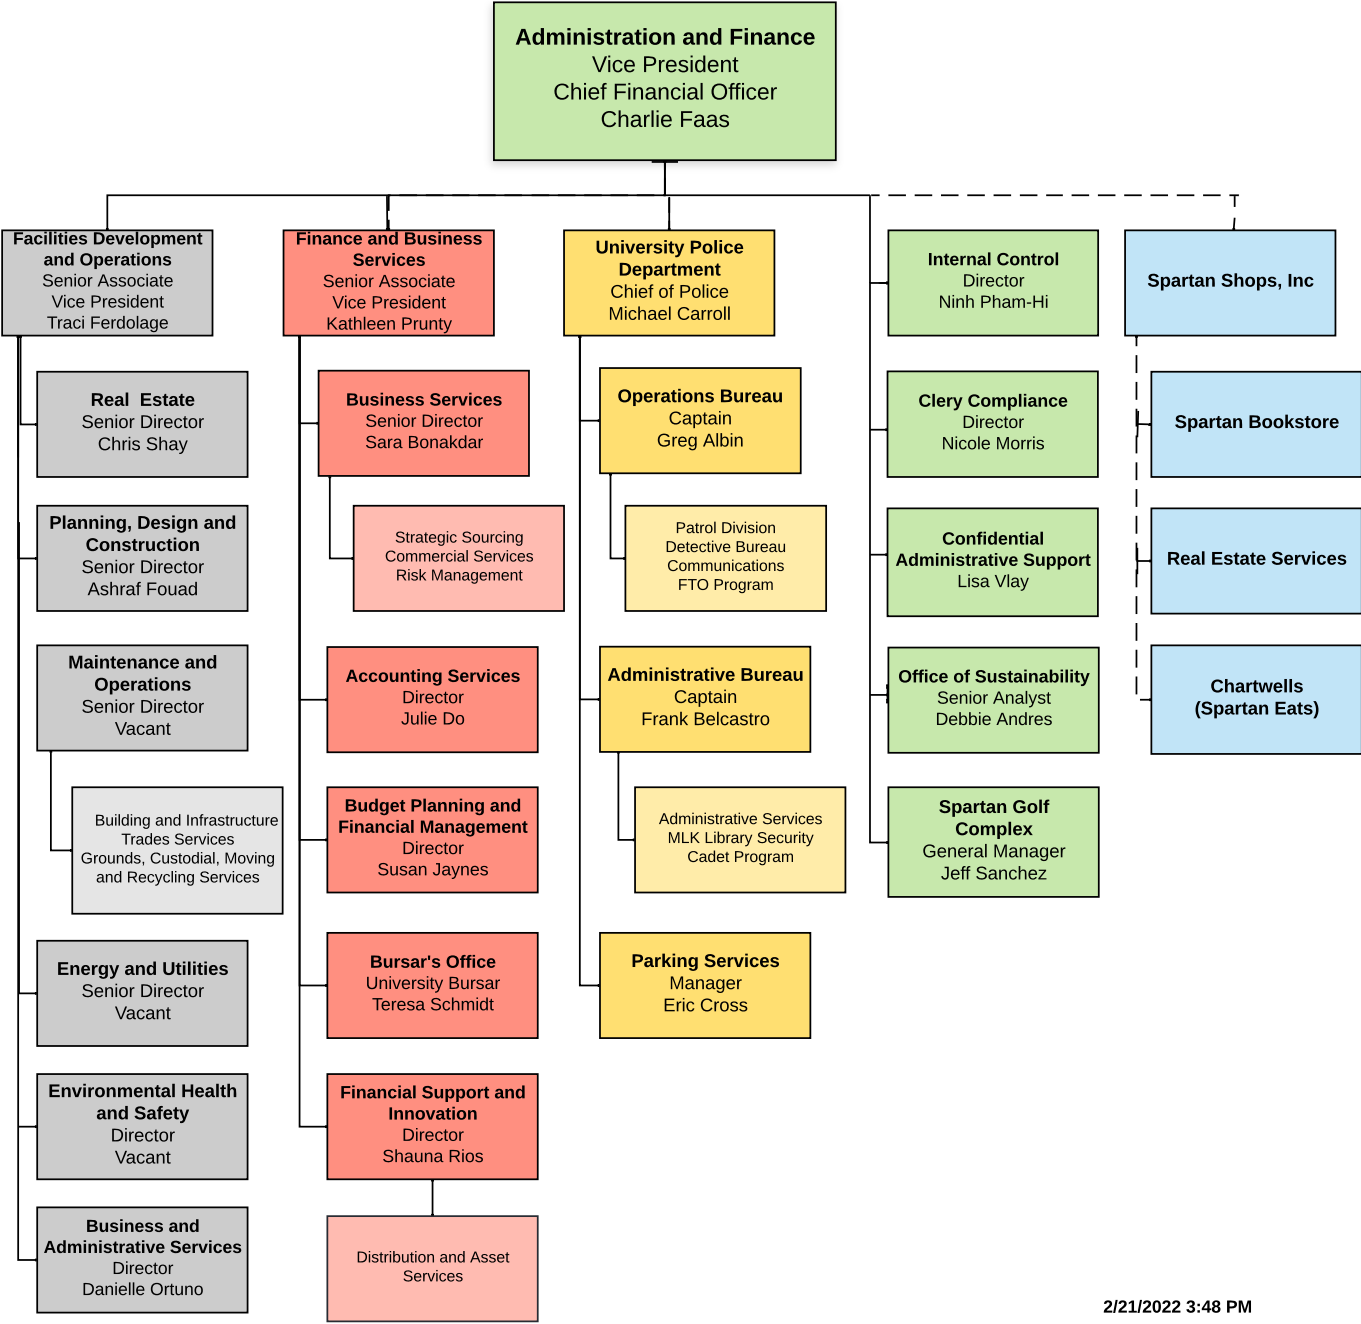 Administration and Finance
Vice President
Chief Financial Officer
Charlie Faas
Facilities Development
and Operations
Senior Associate
Vice President
Traci Ferdolage
Real  Estate
Senior Director
Chris Shay
Planning, Design and
Construction
Senior Director
Ashraf Fouad
Maintenance and
Operations
Senior Director
Vacant
Building and Infrastructure
Trades Services
Grounds, Custodial, Moving
and Recycling Services
Energy and Utilities
Senior Director
Vacant
Environmental Health
and Safety
Director
Vacant
Business and
Administrative Services
Director
Danielle Ortuno
Finance and Business
Services
Senior Associate
Vice President
Kathleen Prunty
Business Services
Senior Director
Sara Bonakdar
Strategic Sourcing
Commercial Services
Risk Management
Accounting Services
Director
Julie Do
Budget Planning and
Financial Management
Director
Susan Jaynes
Bursar's Office
University Bursar
Teresa Schmidt
Financial Support and
Innovation
Director
Shauna Rios
Distribution and Asset
Services
University Police
Department
Chief of Police
Michael Carroll
Operations Bureau
Captain
Greg Albin
Patrol Division
Detective Bureau
Communications
FTO Program
Administrative Bureau
Captain
Frank Belcastro
Administrative Services
MLK Library Security
Cadet Program
Parking Services
Manager
Eric Cross
Internal Control
Director
Ninh Pham-Hi
Clery Compliance
Director
Nicole Morris
Confidential
Administrative Support
Lisa Vlay
Office of Sustainability
Senior Analyst
Debbie Andres
Spartan Golf
Complex
General Manager
Jeff Sanchez
Spartan Shops, Inc
Spartan Bookstore
Real Estate Services
Chartwells
(Spartan Eats)
2/21/2022 3:48 PM